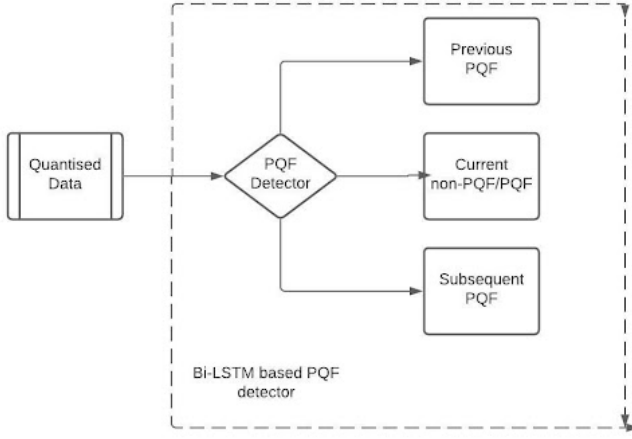 Previous
PQF
Quantised
Data
PQF
Detector
Current
non-PQF/PQF
Subsequent
PQF
Bi-LSTM based PQF
detector